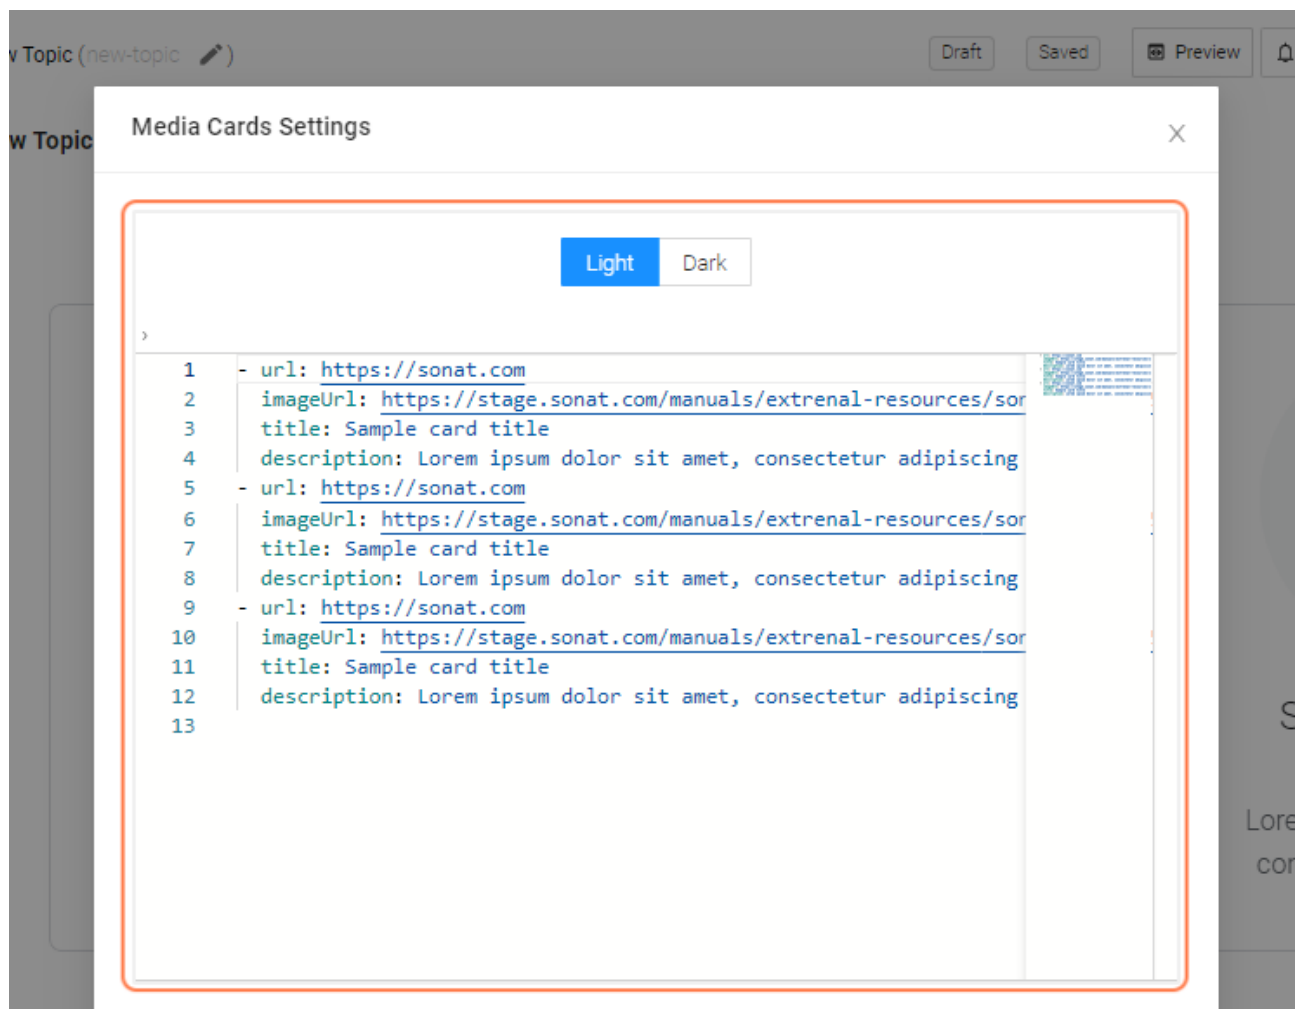 w Topic (new-topic )
Draft
Saved
Preview
w Topic
Media Cards Settings
X
Light
Dark
1 - url: https://sonat.com
2 imageUrl: https://stage.sonat.com/manuals/extrenal-resources/sor
3 title: Sample card title
4 description: Lorem ipsum dolor sit amet, consectetur adipiscing
5 - url: https://sonat.com
6 imageUrl: https://stage.sonat.com/manuals/extrenal-resources/sor
7 title: Sample card title
8 description: Lorem ipsum dolor sit amet, consectetur adipiscing
9 - url: https://sonat.com
10 imageUrl: https://stage.sonat.com/manuals/extrenal-resources/sor
11 title: Sample card title
12 description: Lorem ipsum dolor sit amet, consectetur adipiscing
13
S
Lore
cor